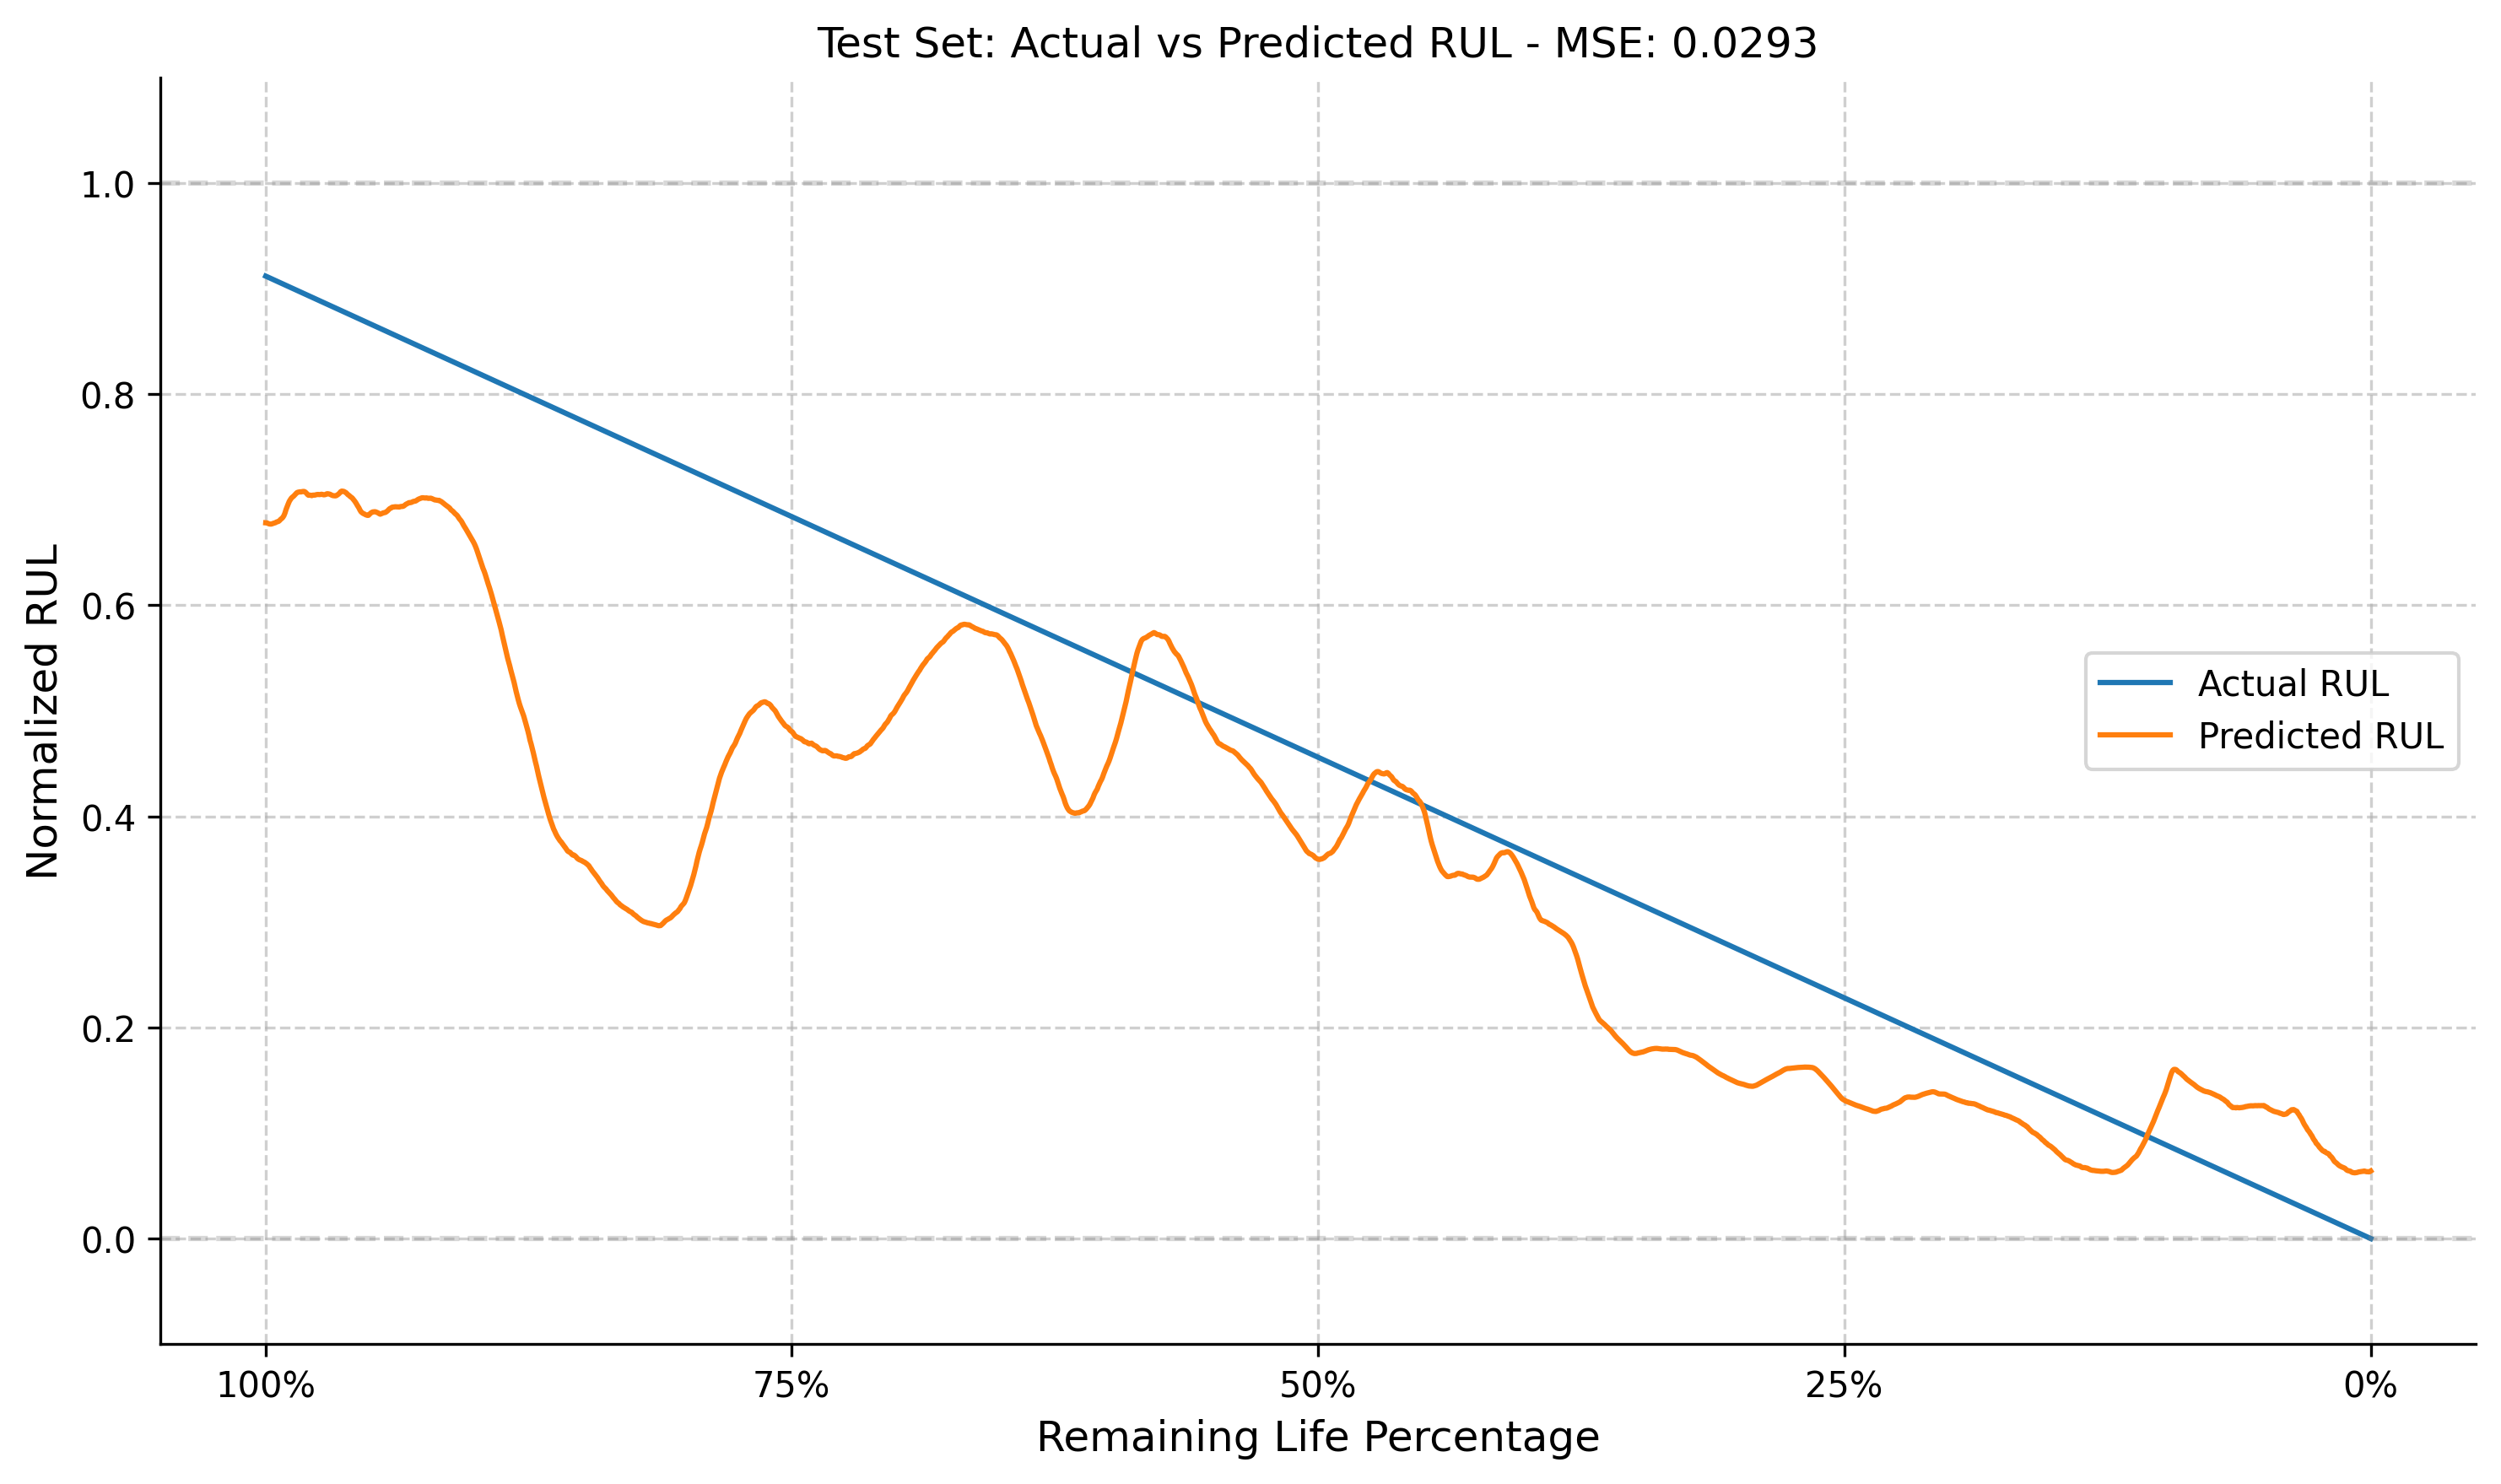 Test Set: Actual vs Predicted RUL - MSE: 0.0293
Normalized RUL
1.0
0.8
0.6
0.4
0.2
0.0
Actual RUL
Predicted RUL
100% 75% 50% 25% 0%
Remaining Life Percentage